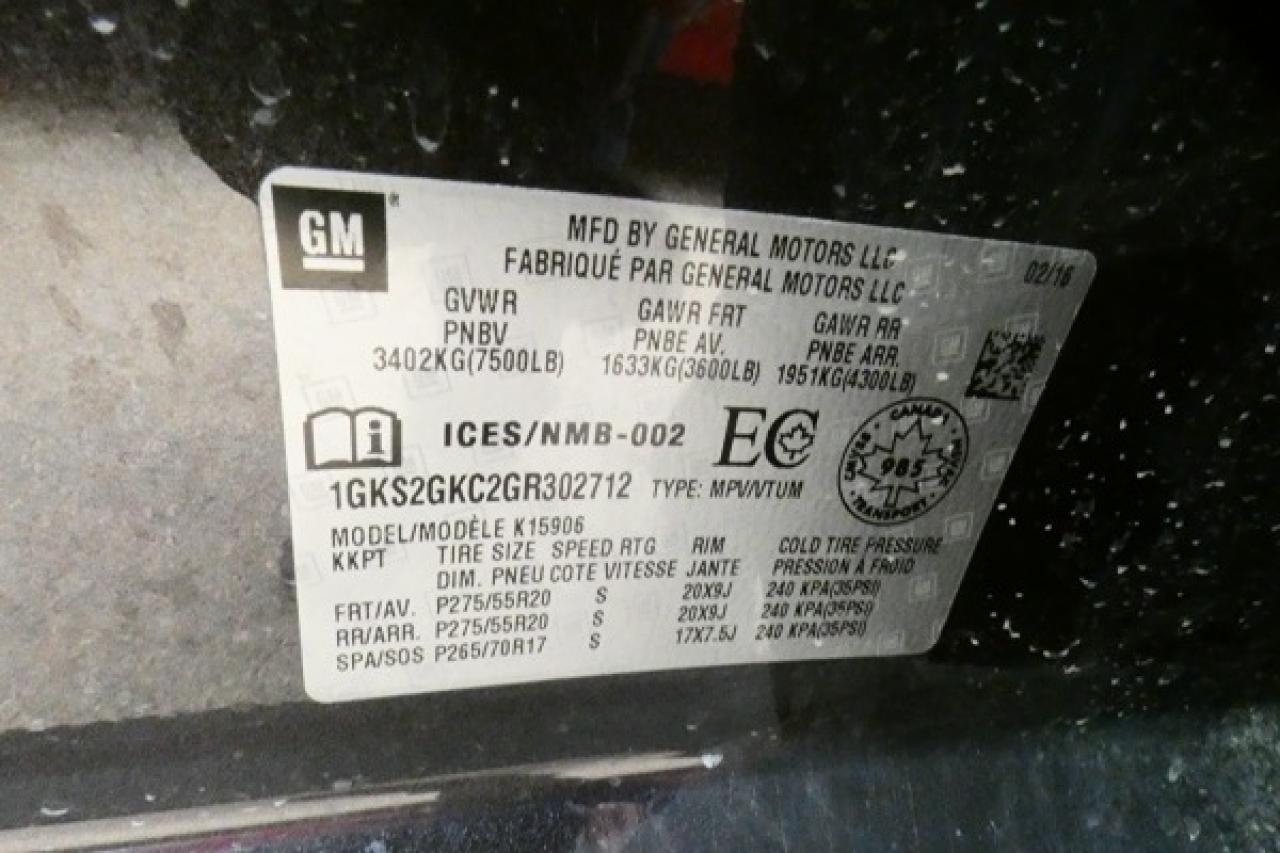 GM®
MFD BY GENERAL MOTORS LLC
FABRIQUÉ PAR GENERAL MOTORS LLC
02/16
GVWR GAWR FRT GAWR RR
PNBV PNBE AV. PNBE ARR.
3402KG(7500LB) 1633KG(3600LB) 1951KG(4300LB)
i ICES/NMB-002 EC
CANADA
985
TRANSPORT
1GKS2GKC2GR302712 TYPE: MPV/VTUM
MODEL/MODÈLE K15906
KKPT TIRE SIZE SPEED RTG RIM COLD TIRE PRESSURE
DIM. PNEU COTE VITESSE JANTE PRESSION À FROID
FRT/AV. P275/55R20 S 20X9J 240 KPA(35PSI)
RR/ARR. P275/55R20 S 20X9J 240 KPA(35PSI)
SPA/SOS P265/70R17 S 17X7.5J 240 KPA(35PSI)